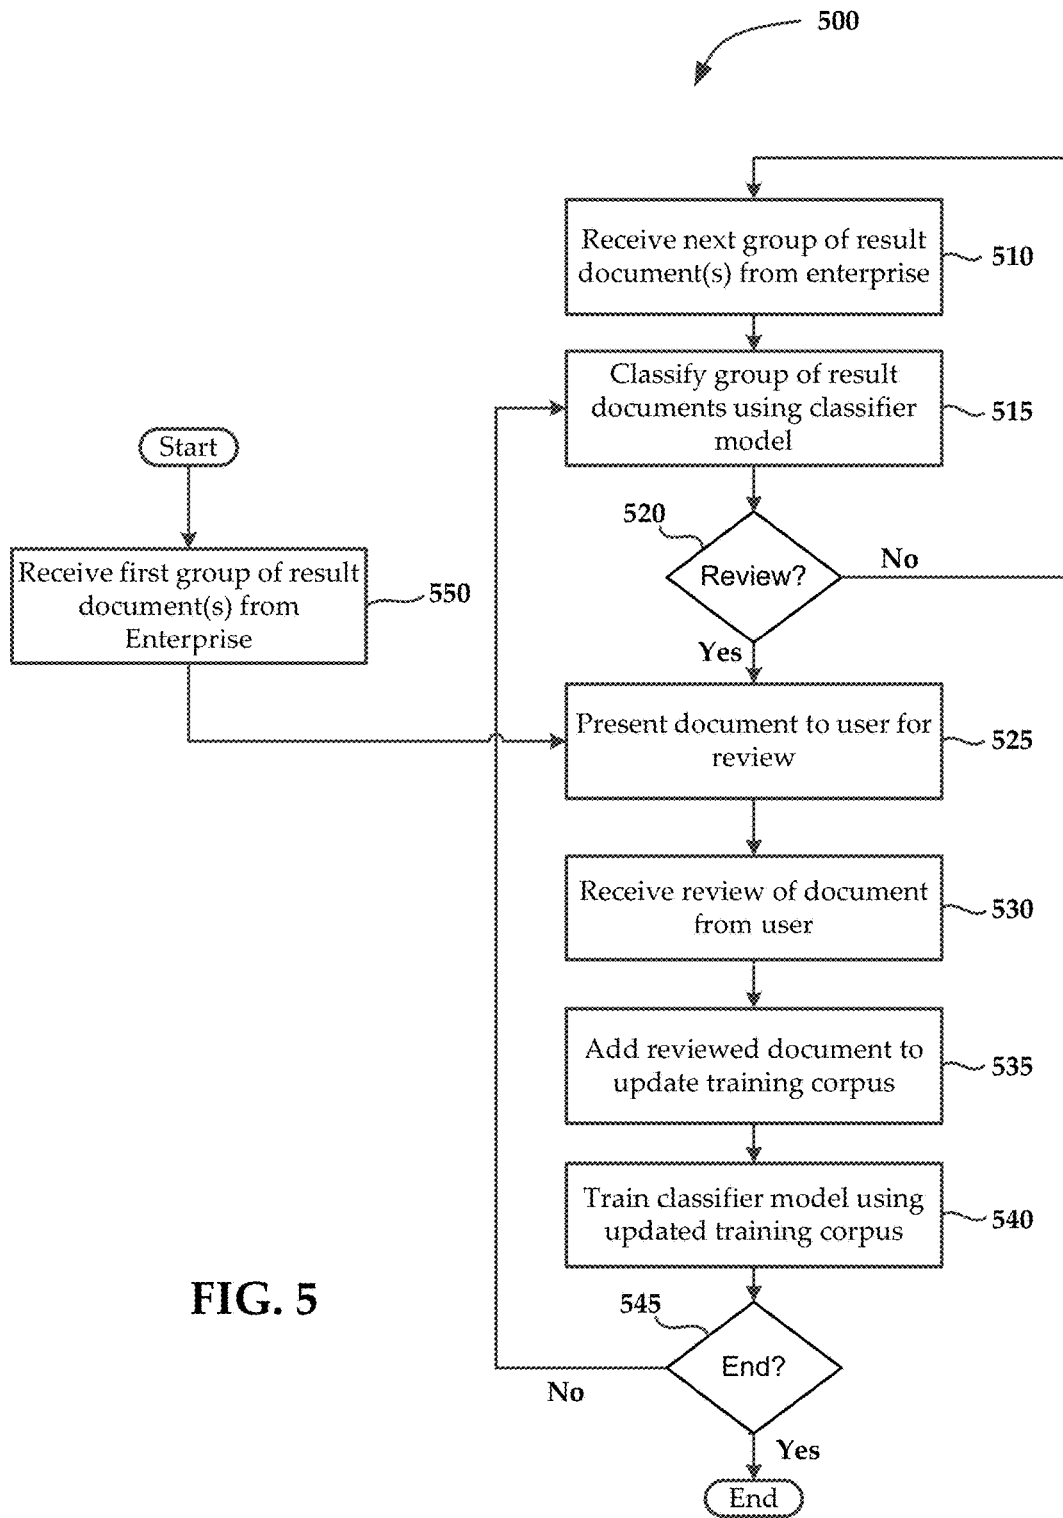 500
Receive next group of result
document(s) from enterprise
510
Classify group of result
documents using classifier
model
515
Start
520
Review?
No
Receive first group of result
document(s) from
Enterprise
550
Yes
Present document to user for
review
525
Receive review of document
from user
530
Add reviewed document to
update training corpus
535
Train classifier model using
updated training corpus
540
FIG. 5
545
End?
No
Yes
End